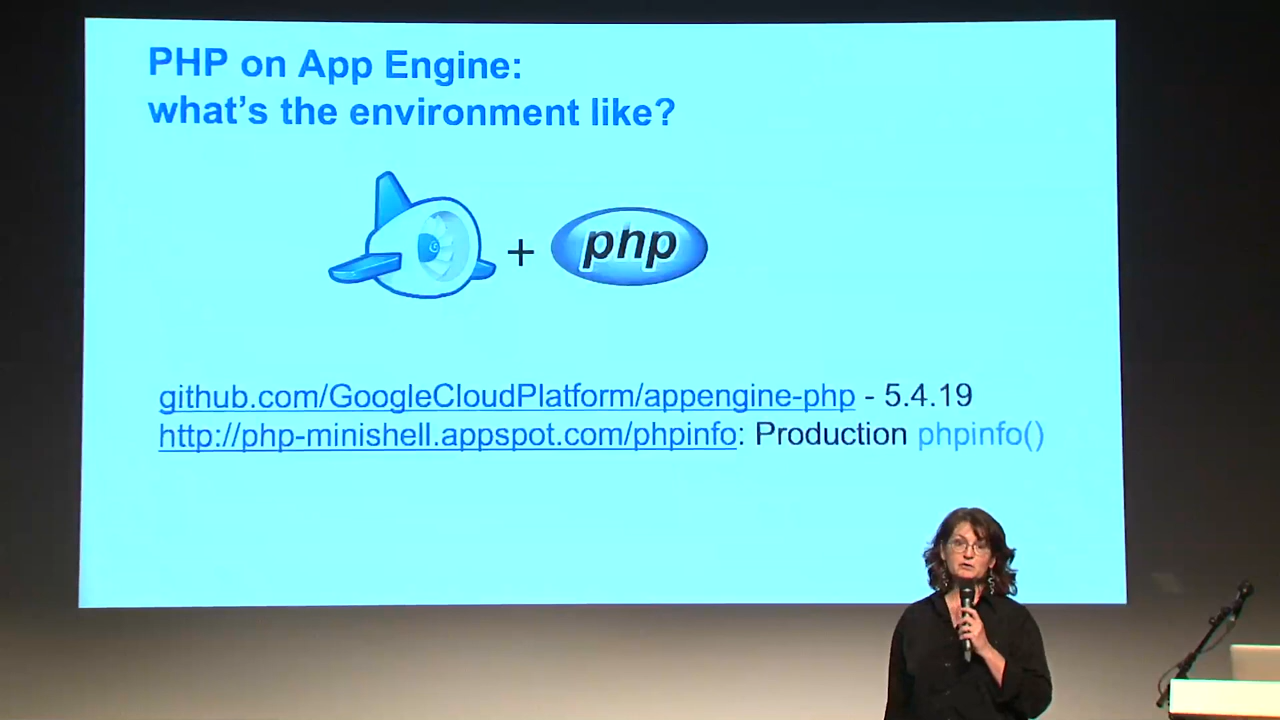 PHP on App Engine:
what's the environment like?
+ php
github.com/GoogleCloudPlatform/appengine-php - 5.4.19
http://php-minishell.appspot.com/phpinfo: Production phpinfo()